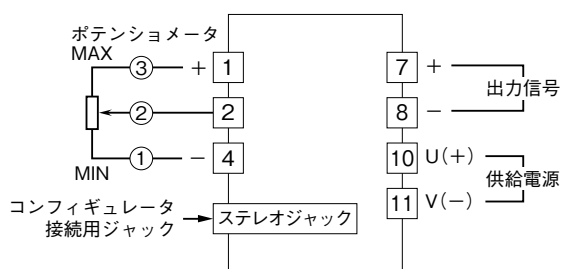 ポテンショメータ
MAX
③ + 1
② 2
① − 4
MIN
コンフィギュレータ
接続用ジャック
ステレオジャック
7 +
8 −
出力信号
10 U(+)
11 V(−)
供給電源